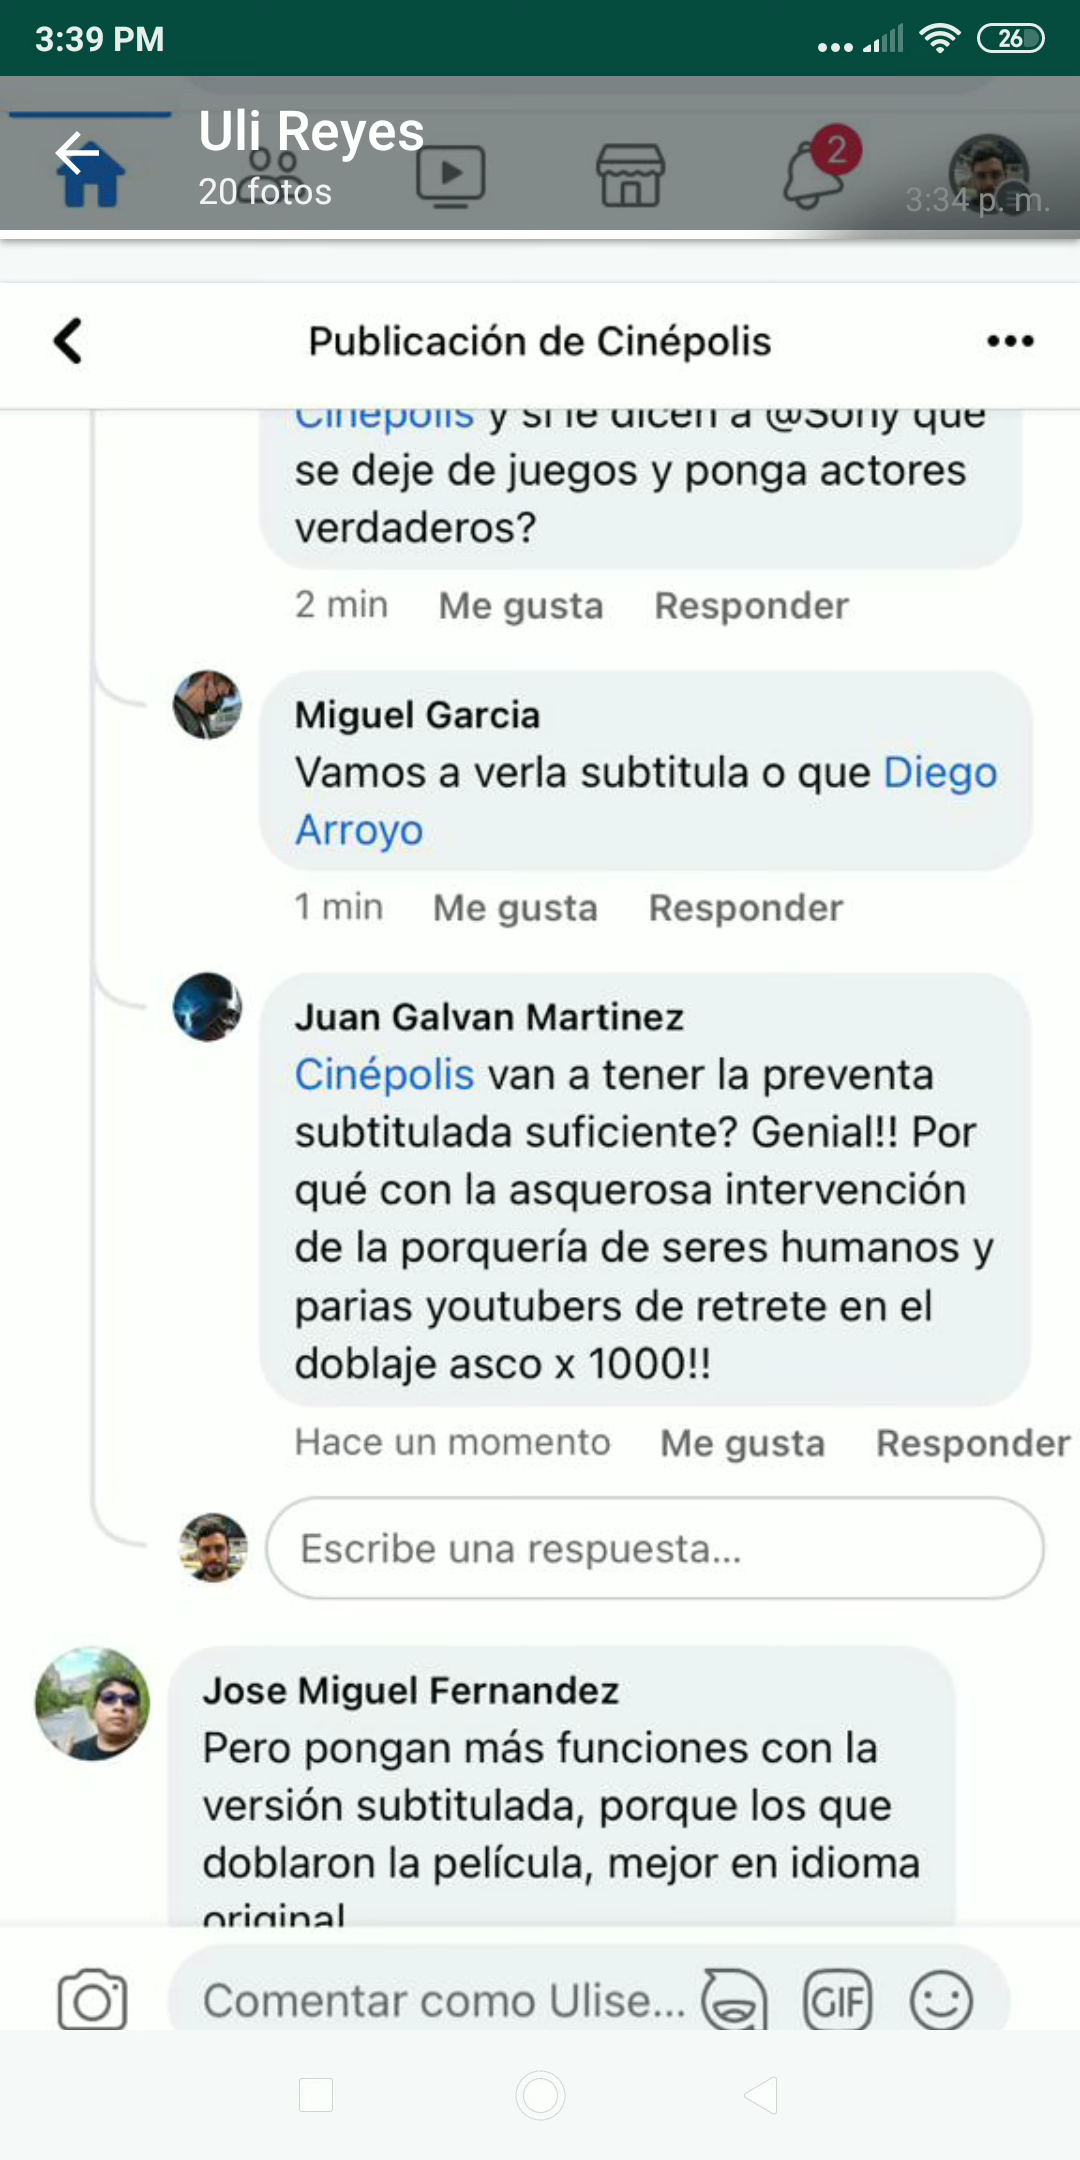 3:39 PM
26
Uli Reyes
20 fotos
2
3:34 p. m.
Publicación de Cinépolis
Cinépolis y si le dicen a @Sony que
se deje de juegos y ponga actores
verdaderos?
2 min Me gusta Responder
Miguel Garcia
Vamos a verla subtitula o que Diego
Arroyo
1 min Me gusta Responder
Juan Galvan Martinez
Cinépolis van a tener la preventa
subtitulada suficiente? Genial!! Por
qué con la asquerosa intervención
de la porquería de seres humanos y
parias youtubers de retrete en el
doblaje asco x 1000!!
Hace un momento Me gusta Responder
Escribe una respuesta...
Jose Miguel Fernandez
Pero pongan más funciones con la
versión subtitulada, porque los que
doblaron la película, mejor en idioma
original
Comentar como Ulise... GIF